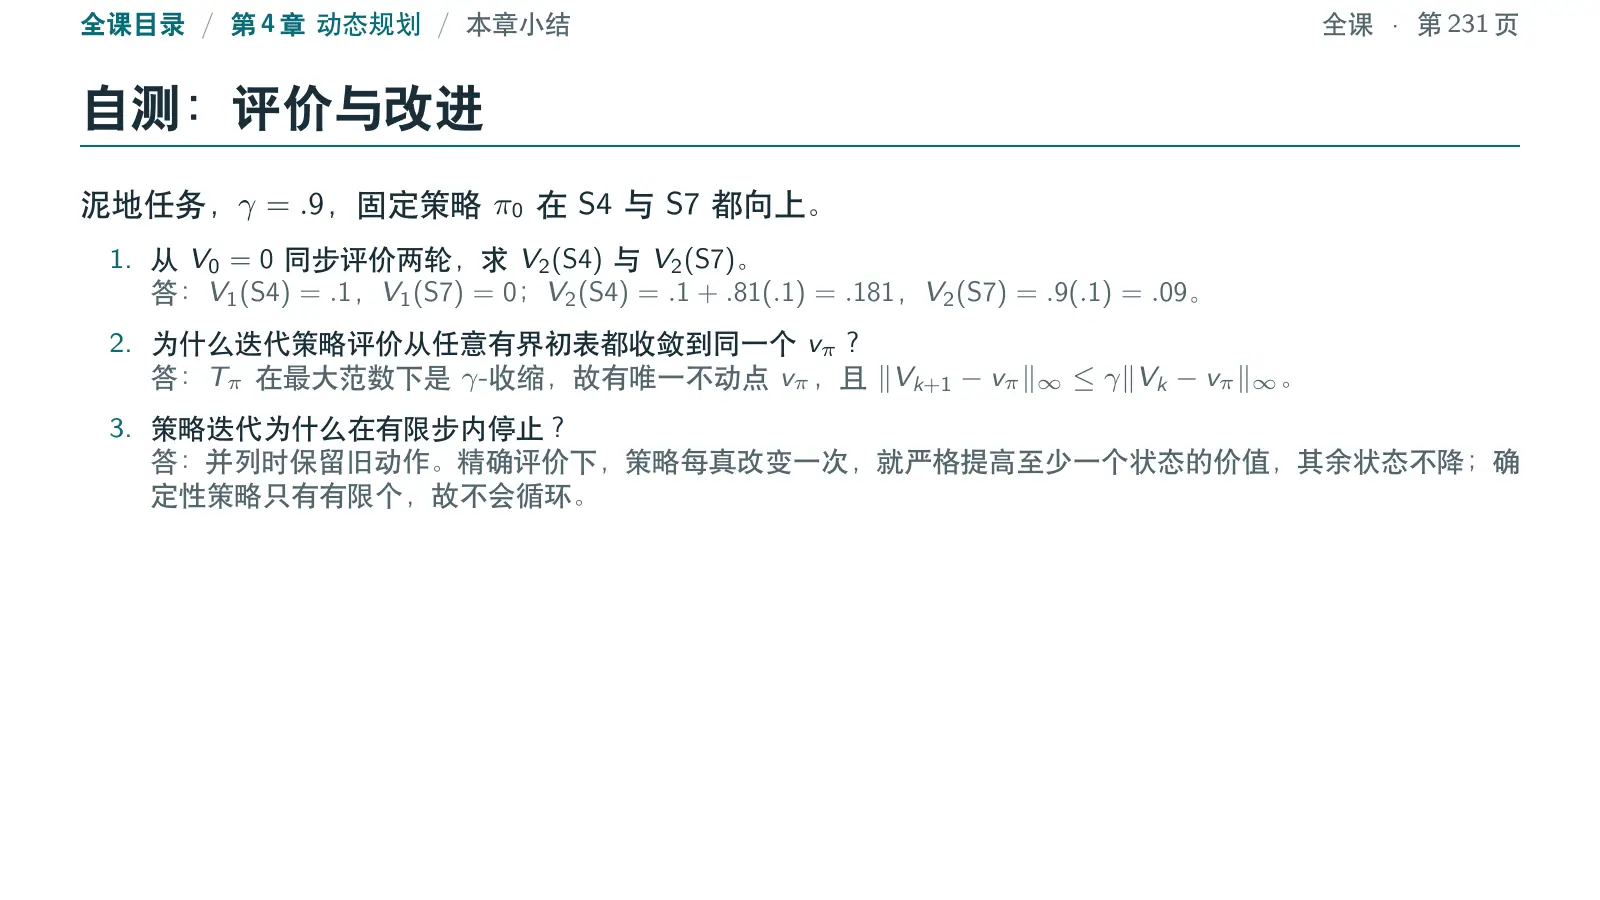 全课目录 / 第 4 章 动态规划 / 本章小结 全课 · 第 231 页
自测：评价与改进
泥地任务，γ = .9，固定策略 π₀ 在 S4 与 S7 都向上。
1. 从 V₀ = 0 同步评价两轮，求 V₂(S4) 与 V₂(S7)。
答：V₁(S4) = .1，V₁(S7) = 0；V₂(S4) = .1 + .81(.1) = .181，V₂(S7) = .9(.1) = .09。
2. 为什么迭代策略评价从任意有界初表都收敛到同一个 v_π？
答：T_π 在最大范数下是 γ-收缩，故有唯一不动点 v_π，且 ‖V_{k+1} − v_π‖_∞ ≤ γ‖V_k − v_π‖_∞。
3. 策略迭代为什么在有限步内停止？
答：并列时保留旧动作。精确评价下，策略每真改变一次，就严格提高至少一个状态的价值，其余状态不降；确
定性策略只有有限个，故不会循环。